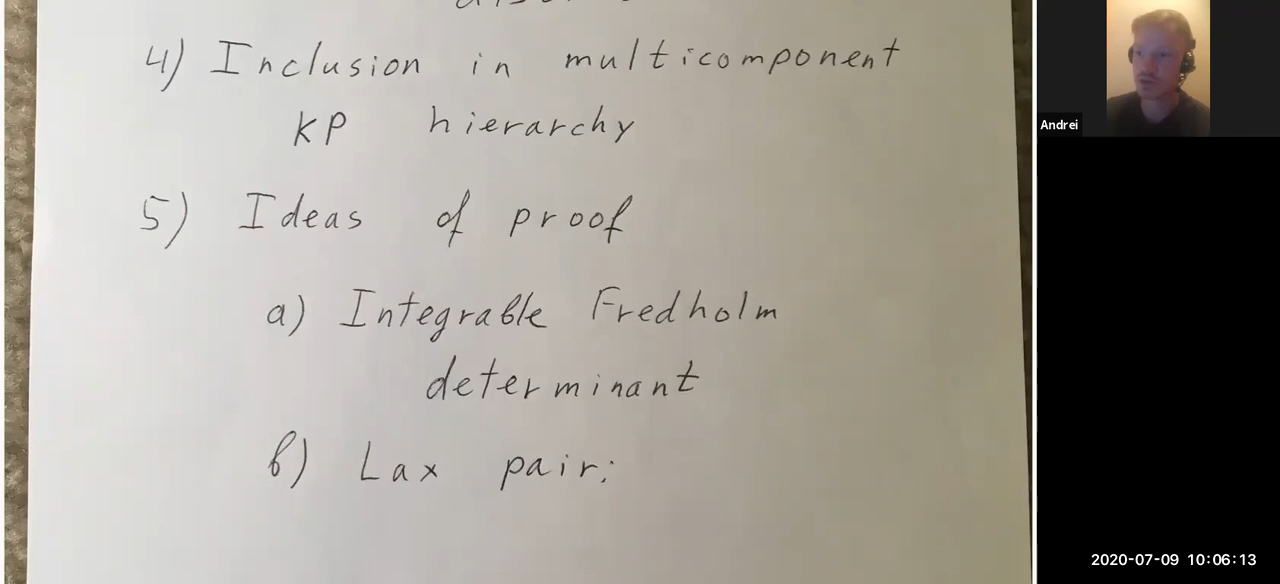 4) Inclusion in multicomponent
KP hierarchy
5) Ideas of proof
a) Integrable Fredholm
determinant
b) Lax pair;
Andrei
2020-07-09 10:06:13